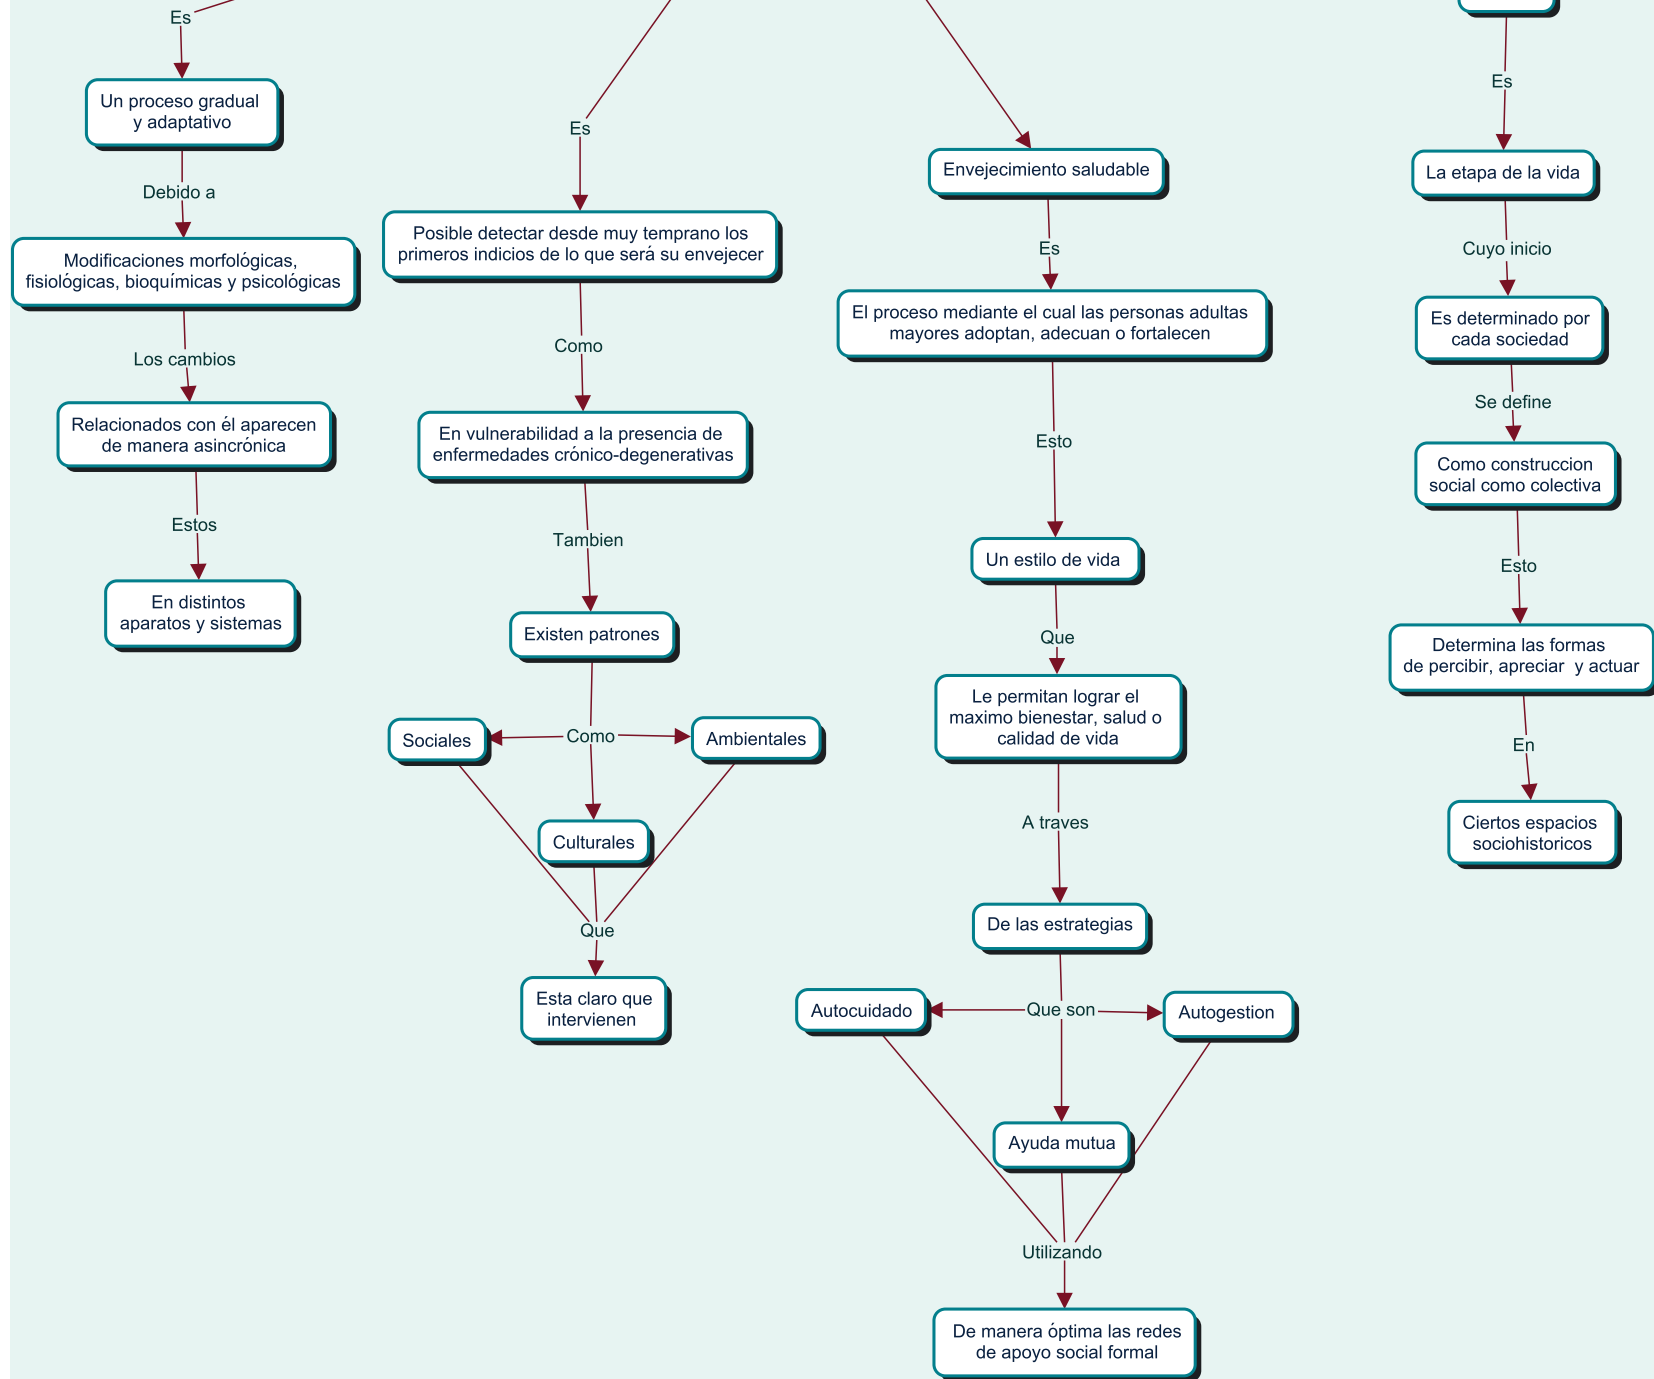 Es
Un proceso gradual
y adaptativo
Debido a
Modificaciones morfológicas,
fisiológicas, bioquímicas y psicológicas
Los cambios
Relacionados con él aparecen
de manera asincrónica
Estos
En distintos
aparatos y sistemas
Es
Posible detectar desde muy temprano los
primeros indicios de lo que será su envejecer
Como
En vulnerabilidad a la presencia de
enfermedades crónico-degenerativas
Tambien
Existen patrones
Como
Sociales
Ambientales
Culturales
Que
Esta claro que
intervienen
Envejecimiento saludable
Es
El proceso mediante el cual las personas adultas
mayores adoptan, adecuan o fortalecen
Esto
Un estilo de vida
Que
Le permitan lograr el
maximo bienestar, salud o
calidad de vida
A traves
De las estrategias
Que son
Autocuidado
Autogestion
Ayuda mutua
Utilizando
De manera óptima las redes
de apoyo social formal
Es
La etapa de la vida
Cuyo inicio
Es determinado por
cada sociedad
Se define
Como construccion
social como colectiva
Esto
Determina las formas
de percibir, apreciar  y actuar
En
Ciertos espacios
sociohistoricos